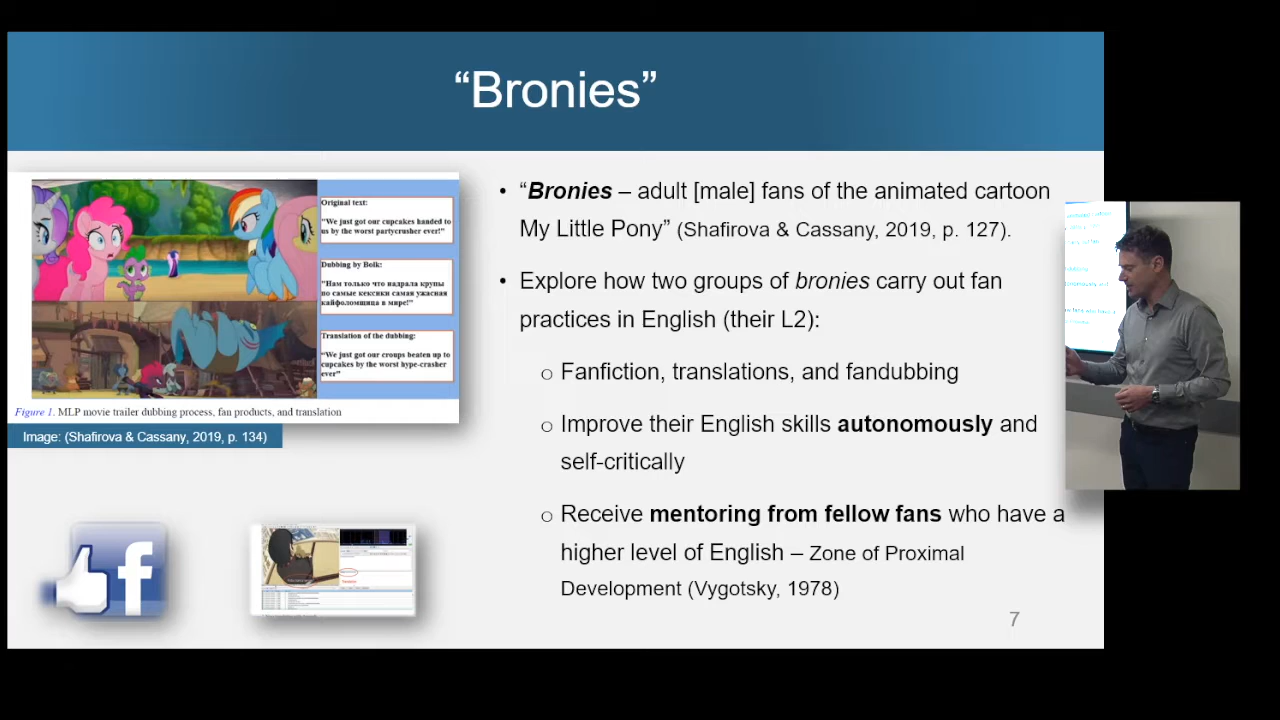 “Bronies”
Original text:
"We just got our cupcakes handed to
us by the worst partycrusher ever!"
Dubbing by Bolk:
"Нам только что надрала крупы
по самые кексики самая ужасная
кайфоломщица в мире!"
Translation of the dubbing:
"We just got our croups beaten up to
cupcakes by the worst hype-crasher
ever"
Figure 1. MLP movie trailer dubbing process, fan products, and translation
Image: (Shafirova & Cassany, 2019, p. 134)
• “Bronies – adult [male] fans of the animated cartoon
My Little Pony” (Shafirova & Cassany, 2019, p. 127).
• Explore how two groups of bronies carry out fan
practices in English (their L2):
o Fanfiction, translations, and fandubbing
o Improve their English skills autonomously and
self-critically
o Receive mentoring from fellow fans who have a
higher level of English – Zone of Proximal
Development (Vygotsky, 1978)
f
7